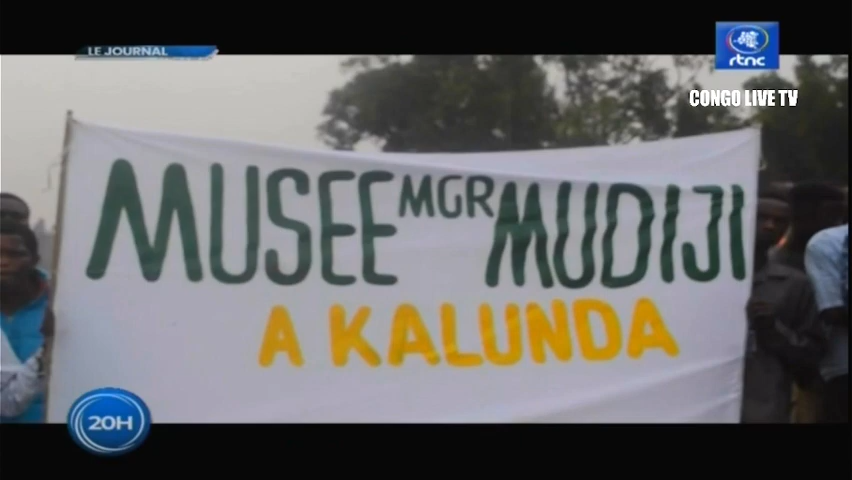 LE JOURNAL
rtnc
CONGO LIVE TV
MUSEE MGR MUDIJI
A KALUNDA
20H